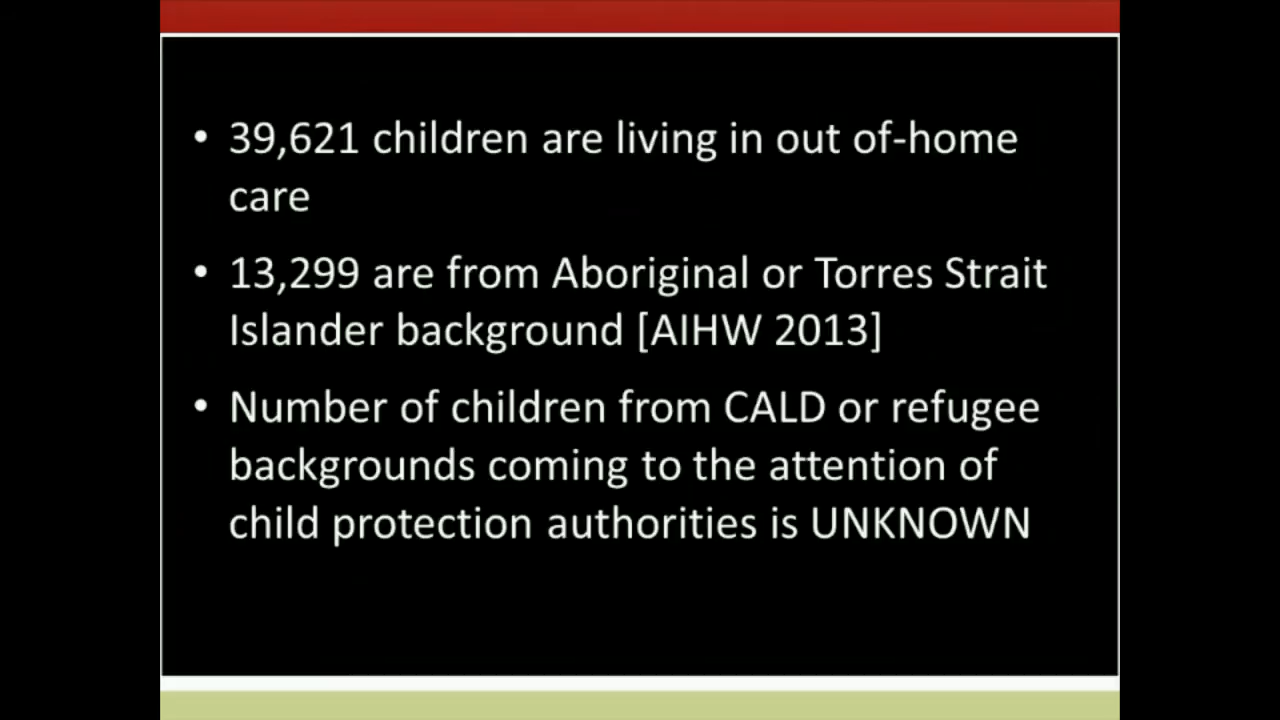 • 39,621 children are living in out of-home
care
• 13,299 are from Aboriginal or Torres Strait
Islander background [AIHW 2013]
• Number of children from CALD or refugee
backgrounds coming to the attention of
child protection authorities is UNKNOWN